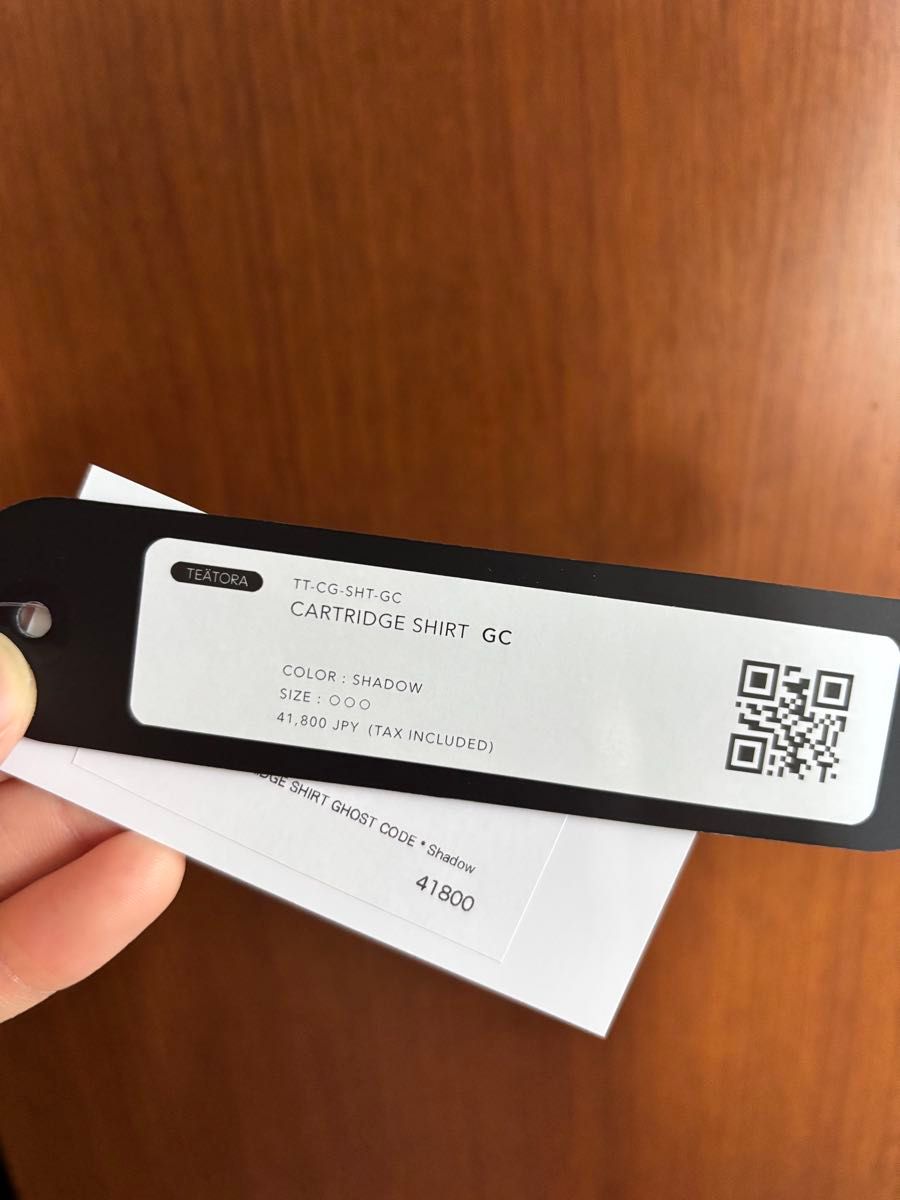 TEÄTORA
TT-CG-SHT-GC
CARTRIDGE SHIRT GC
COLOR : SHADOW
SIZE : ○○○
41,800 JPY (TAX INCLUDED)
SHIRT GHOST CODE * Shadow
41800